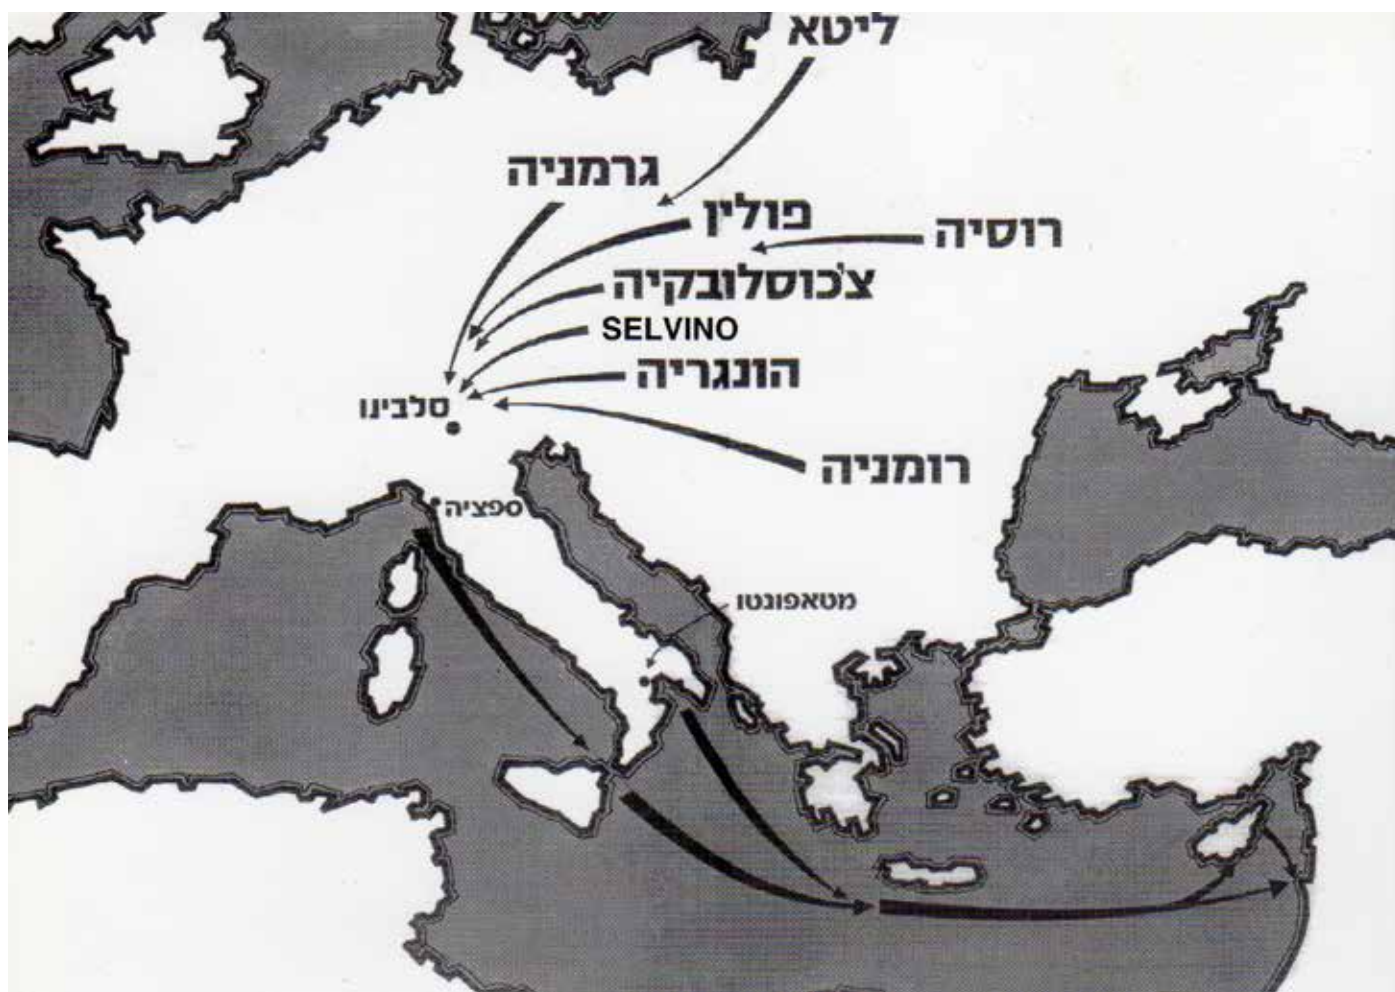 ליטא
גרמניה
פולין
רוסיה
צ'כוסלובקיה
SELVINO
הונגריה
סלבינו
רומניה
ספציה
מטאפונטו